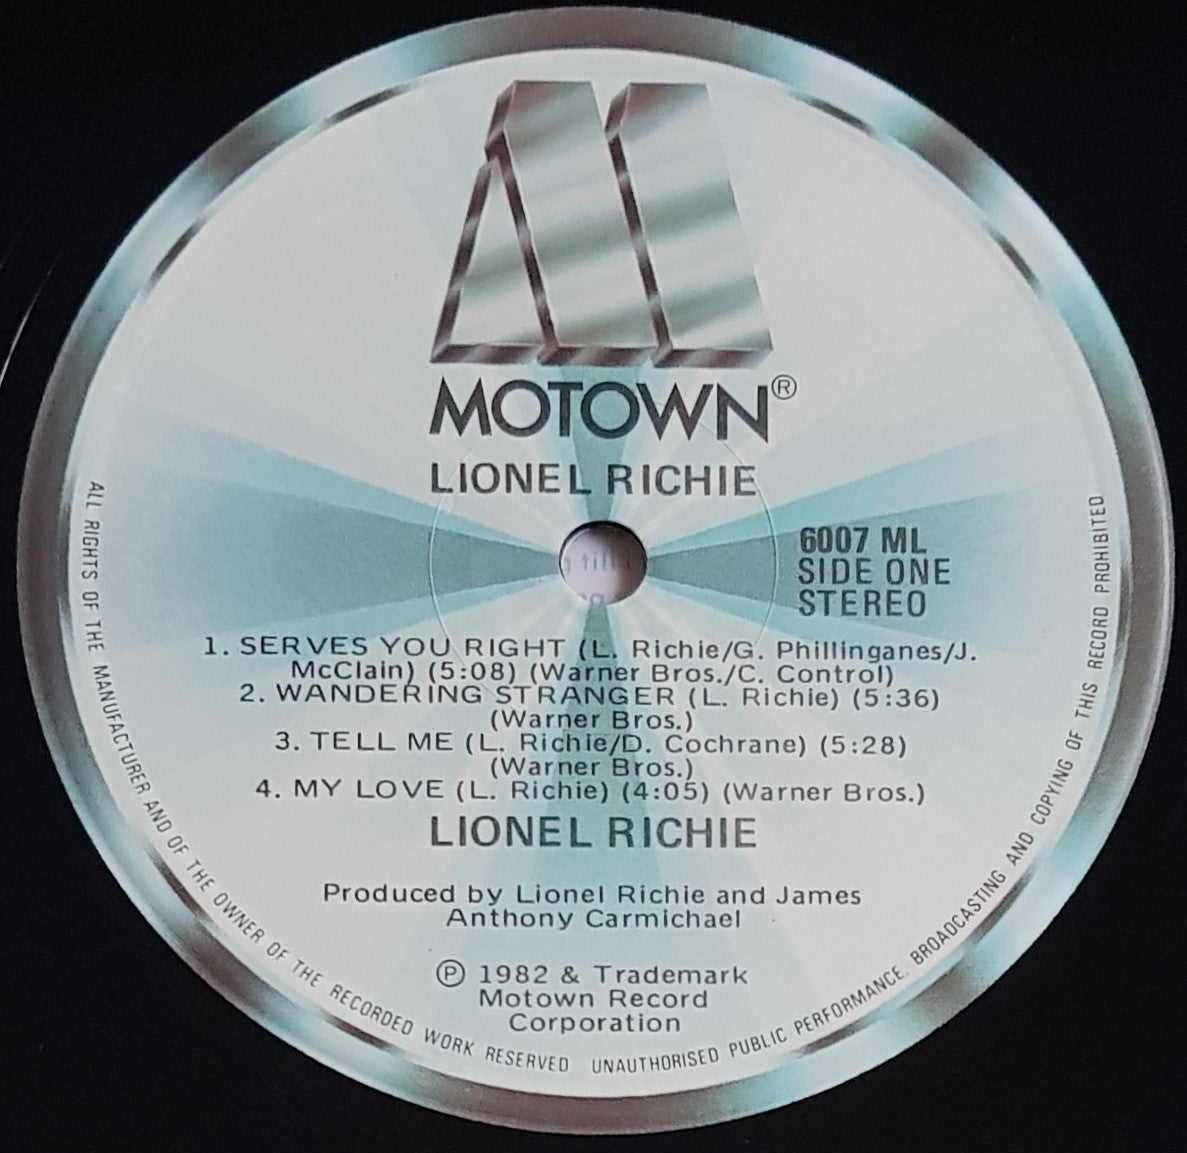 MOTOWN®
LIONEL RICHIE
6007 ML
SIDE ONE
STEREO
1. SERVES YOU RIGHT (L. Richie/G. Phillinganes/J.
McClain) (5:08) (Warner Bros./C. Control)
2. WANDERING STRANGER (L. Richie) (5:36)
(Warner Bros.)
3. TELL ME (L. Richie/D. Cochrane) (5:28)
(Warner Bros.)
4. MY LOVE (L. Richie) (4:05) (Warner Bros.)
LIONEL RICHIE
Produced by Lionel Richie and James
Anthony Carmichael
℗ 1982 & Trademark
Motown Record
Corporation
ALL RIGHTS OF THE MANUFACTURER AND OF THE OWNER OF THE RECORDED WORK RESERVED UNAUTHORISED PUBLIC PERFORMANCE. BROADCASTING AND COPYING OF THIS RECORD PROHIBITED